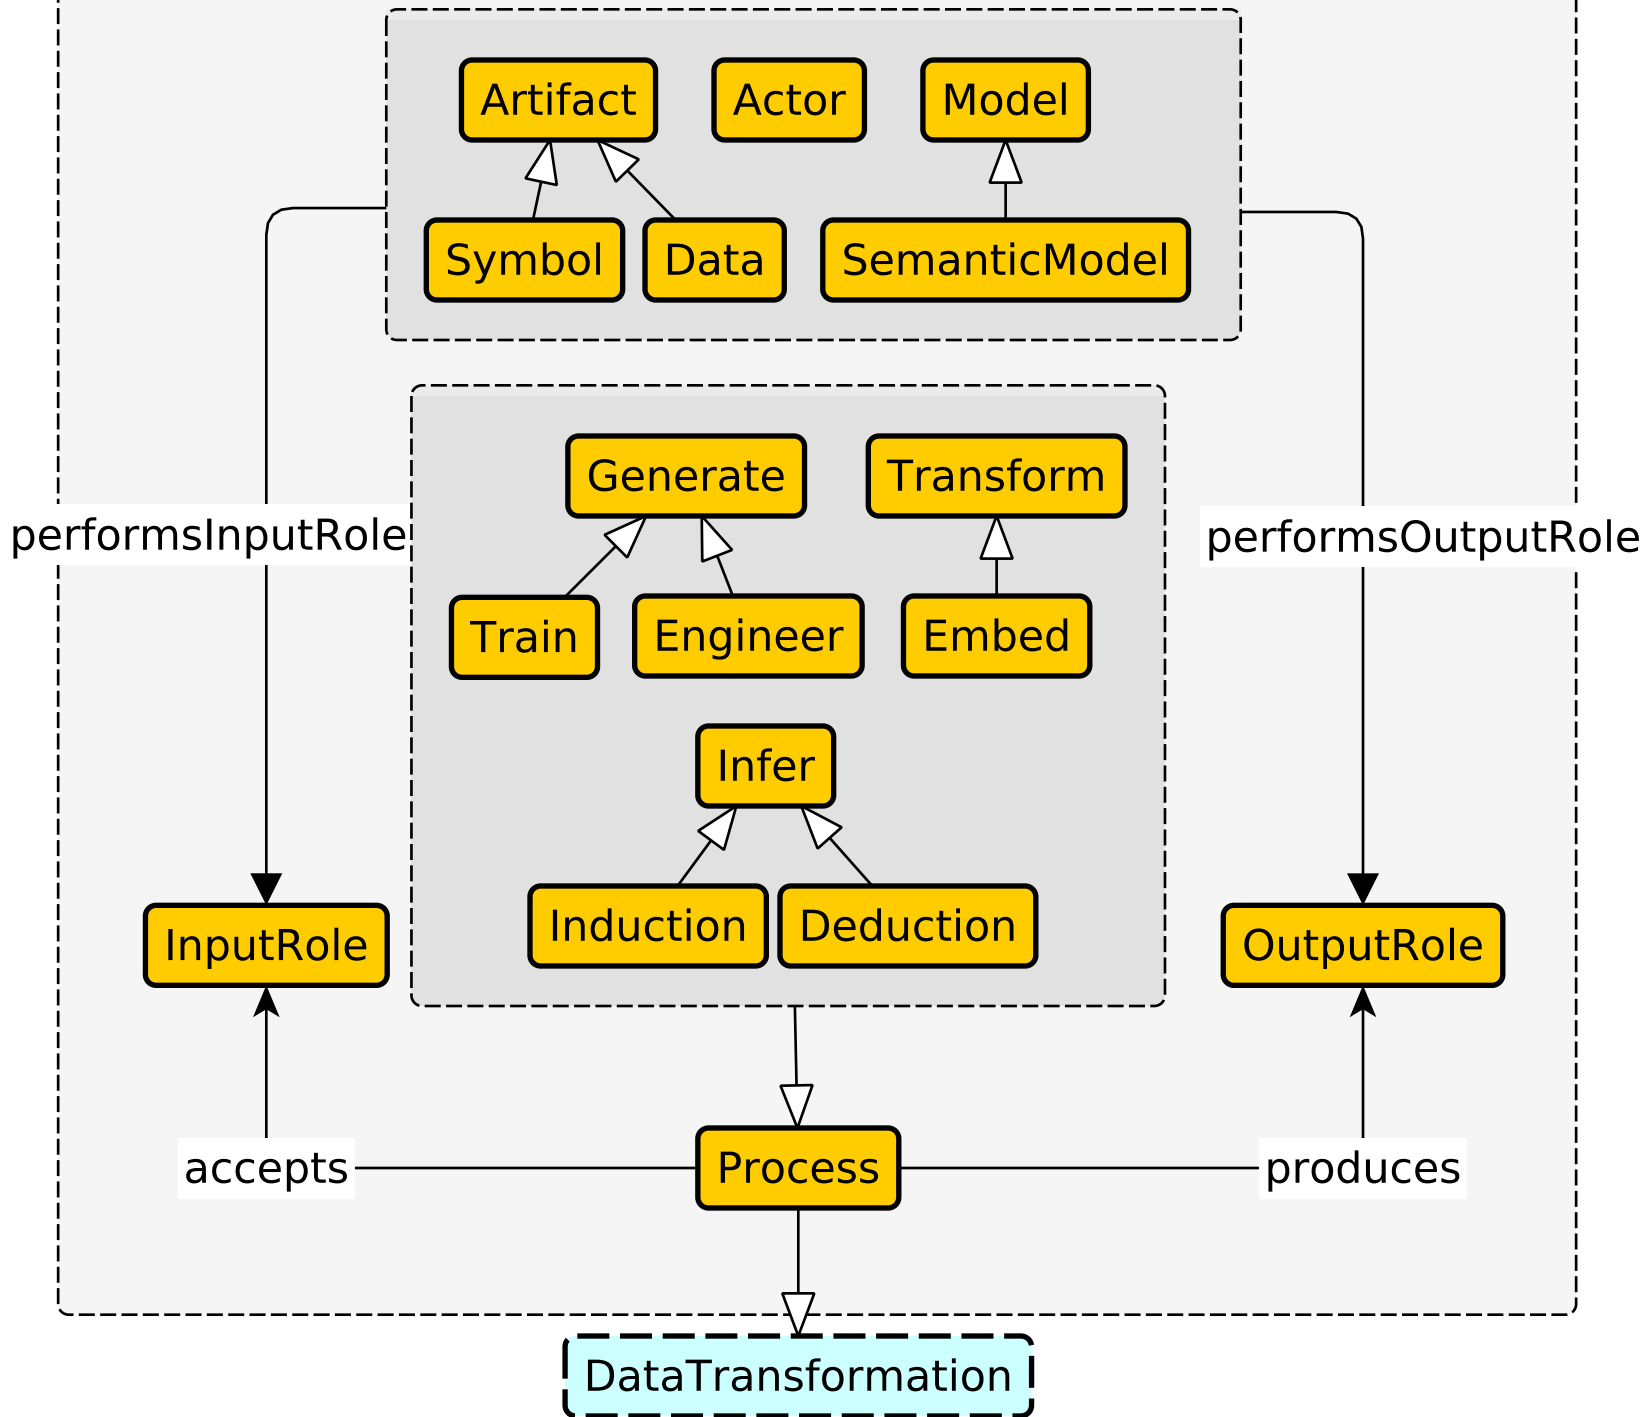 Artifact
Actor
Model
Symbol
Data
SemanticModel
Generate
Transform
performsInputRole
performsOutputRole
Train
Engineer
Embed
Infer
Induction
Deduction
InputRole
OutputRole
accepts
Process
produces
DataTransformation